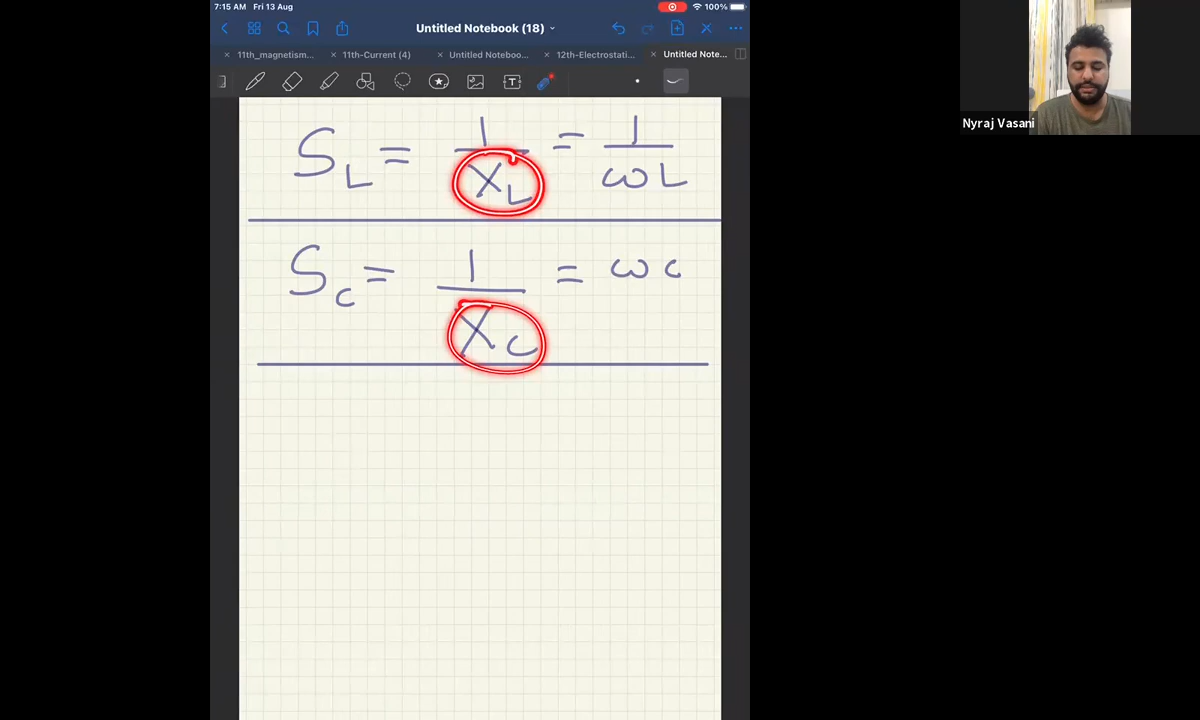 7:15 AM Fri 13 Aug
100%
Untitled Notebook (18)
11th_magnetism...
11th-Current (4)
Untitled Noteboo...
12th-Electrostati...
Untitled Note...
T
Nyraj Vasani
S_L = 1/X_L = 1/ωL
S_c = 1/X_c = ωc